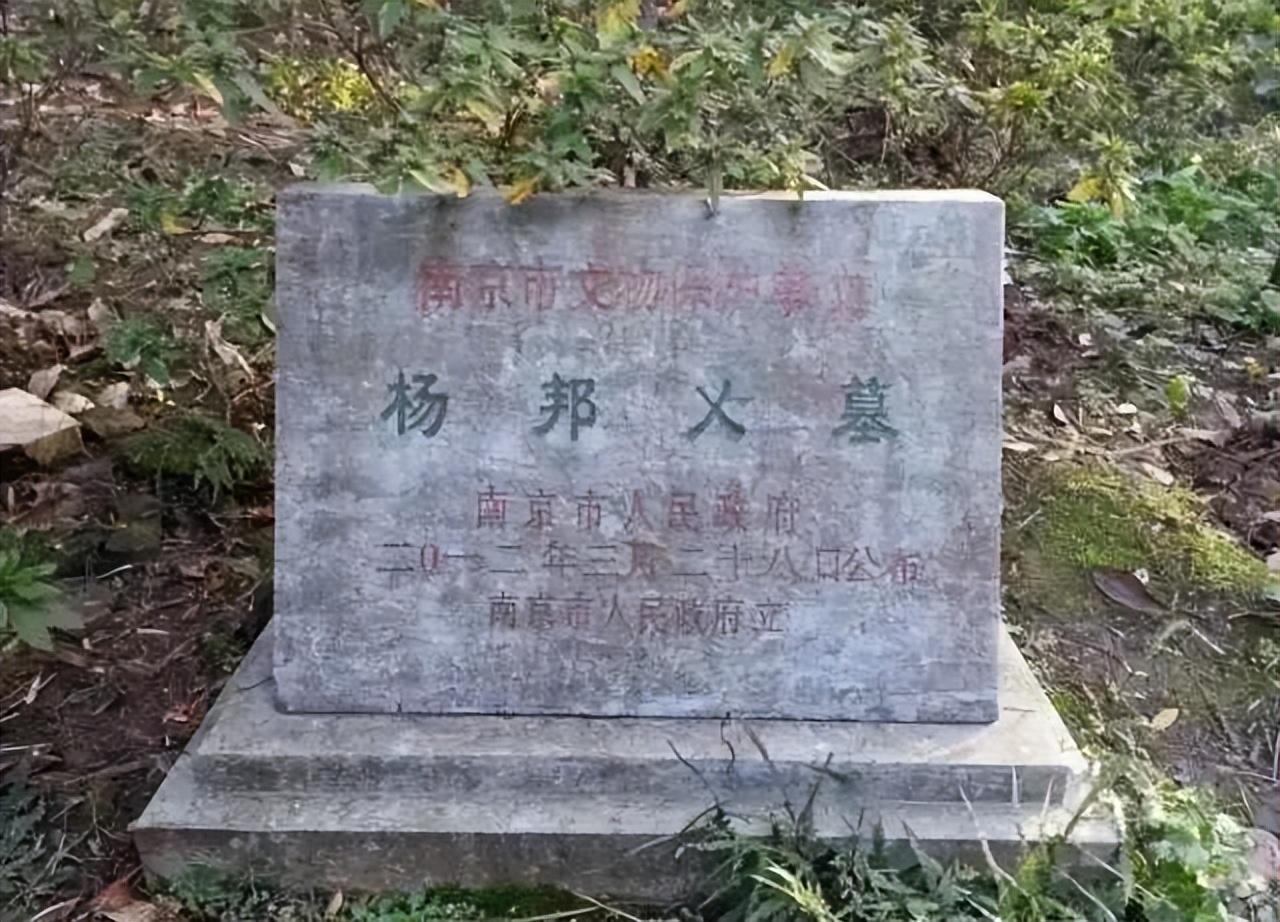 南京市文物保护单位
杨邦乂墓
南京市人民政府
二0一二年三月二十八日公布
南京市人民政府立